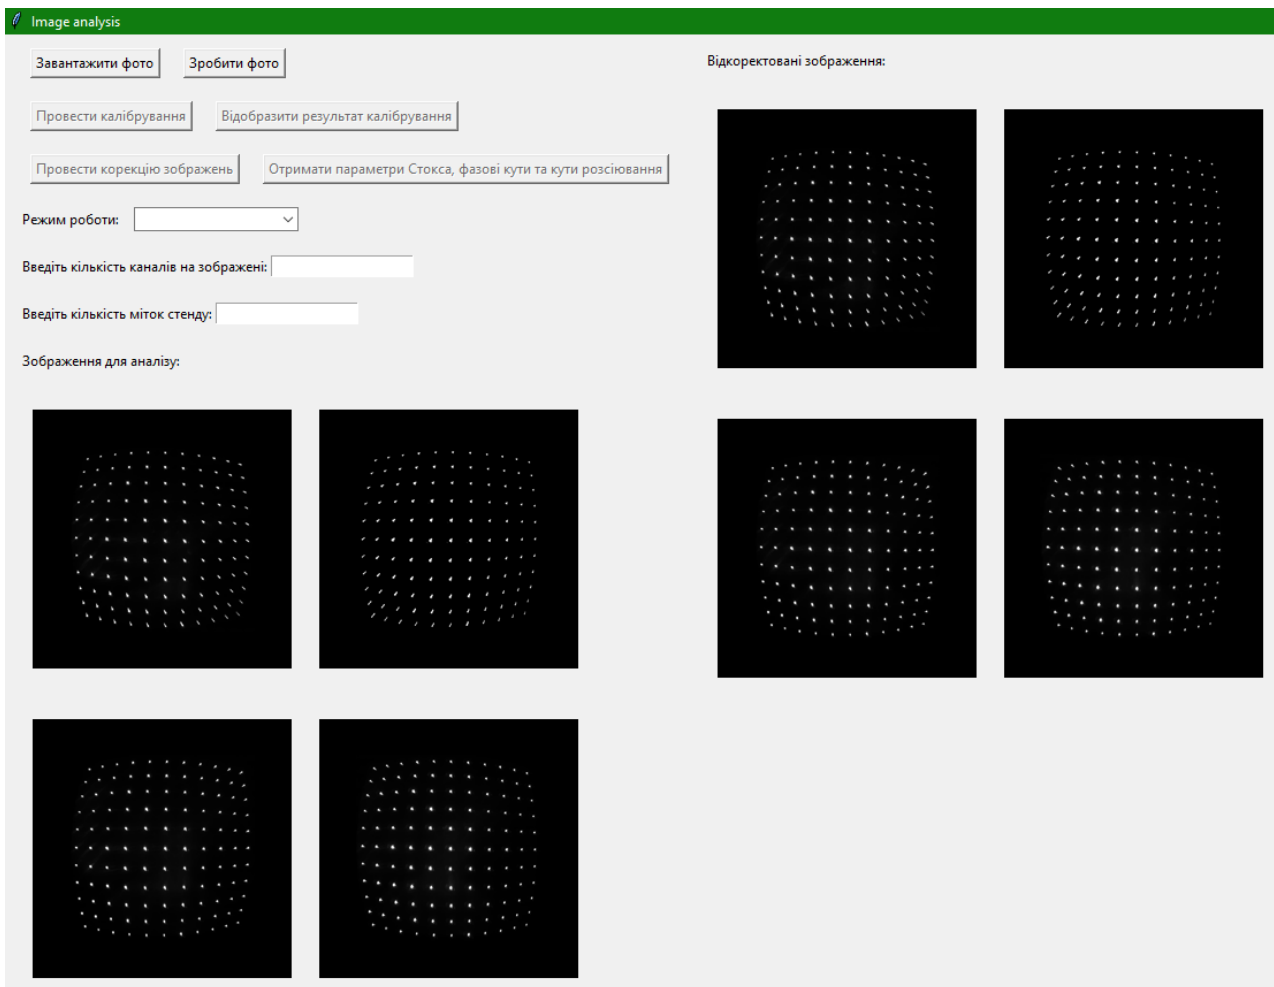 Image analysis
Завантажити фото
Зробити фото
Провести калібрування
Відобразити результат калібрування
Провести корекцію зображень
Отримати параметри Стокса, фазові кути та кути розсіювання
Режим роботи:
Введіть кількість каналів на зображені:
Введіть кількість міток стенду:
Зображення для аналізу:
Відкоректовані зображення: